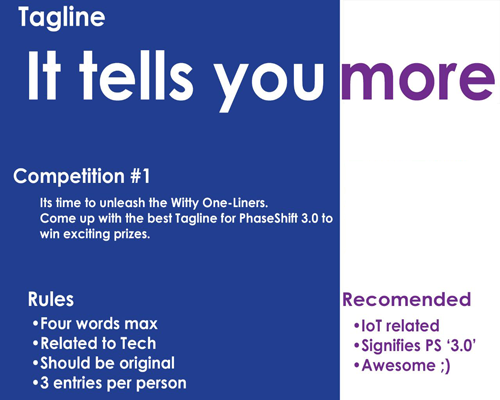 Tagline
It tells you more
Competition #1
Its time to unleash the Witty One-Liners.
Come up with the best Tagline for PhaseShift 3.0 to
win exciting prizes.
Rules
•Four words max
•Related to Tech
•Should be original
•3 entries per person
Recomended
•IoT related
•Signifies PS ‘3.0’
•Awesome ;)